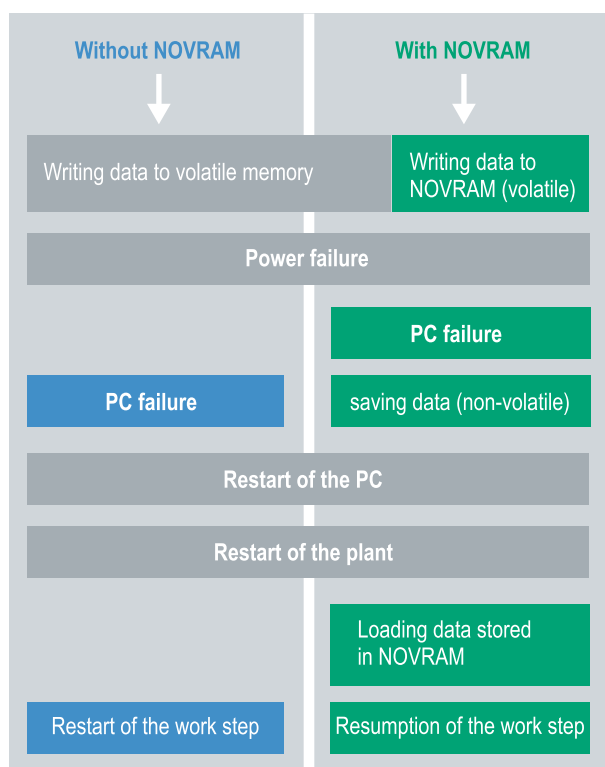 Without NOVRAM
With NOVRAM
Writing data to volatile memory
Writing data to
NOVRAM (volatile)
Power failure
PC failure
PC failure
saving data (non-volatile)
Restart of the PC
Restart of the plant
Loading data stored
in NOVRAM
Restart of the work step
Resumption of the work step